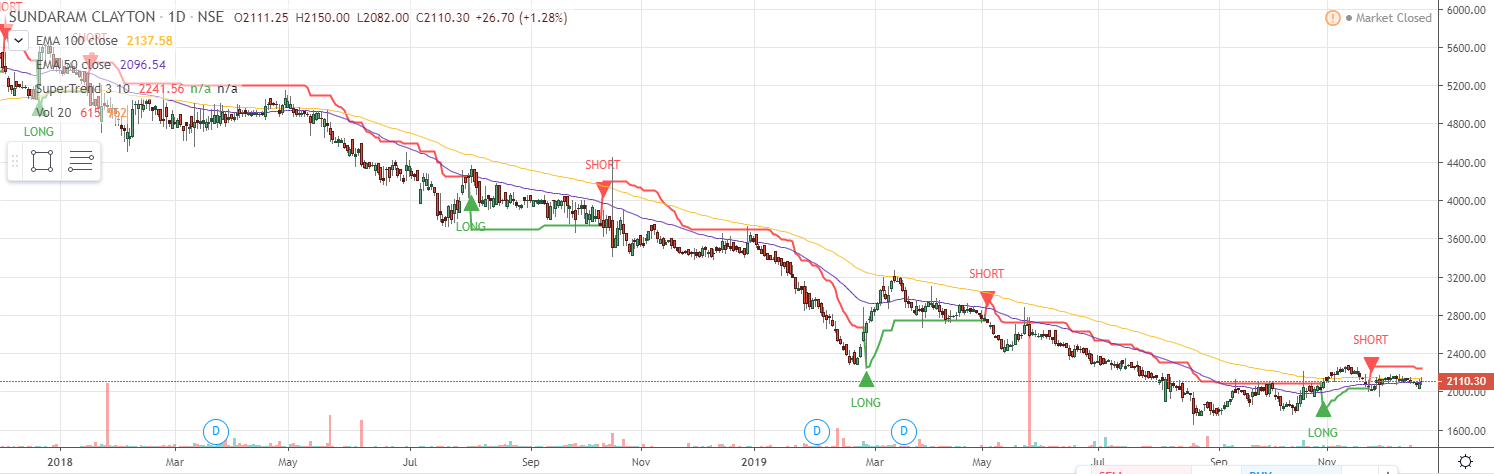 SHORT
SUNDARAM CLAYTON · 1D · NSE O2111.25 H2150.00 L2082.00 C2110.30 +26.70 (+1.28%)
Market Closed
SHORT
EMA 100 close 2137.58
EMA 50 close 2096.54
SuperTrend 3 10 2241.56 n/a n/a
Vol 20 615 962
LONG
SHORT
LONG
SHORT
SHORT
LONG
LONG
D
D
D
6000.00
5600.00
5200.00
4800.00
4400.00
4000.00
3600.00
3200.00
2800.00
2400.00
2110.30
2000.00
1600.00
2018 Mar May Jul Sep Nov 2019 Mar May Jul Sep Nov
SELL BUY